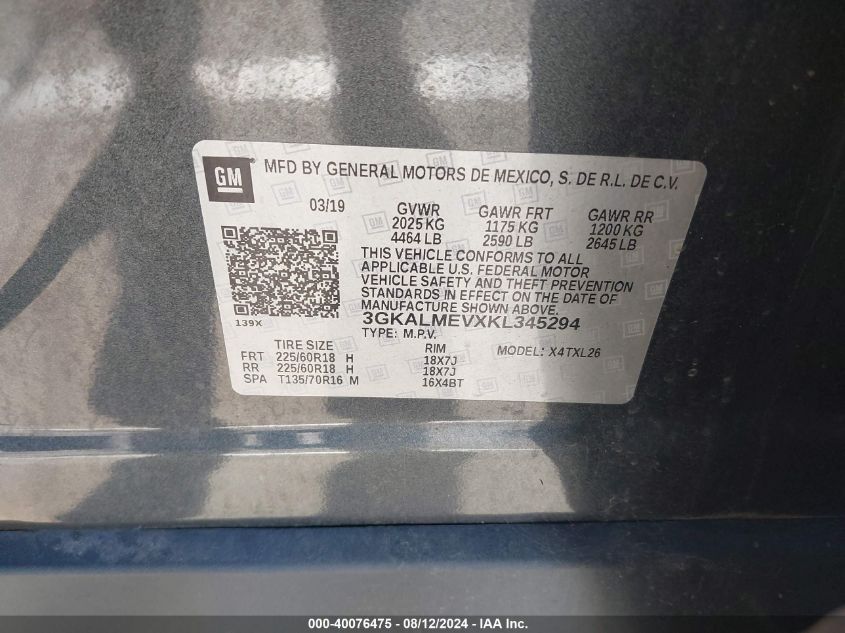 GM
MFD BY GENERAL MOTORS DE MEXICO, S. DE R.L. DE C.V.
03/19 GVWR GAWR FRT GAWR RR
2025 KG 1175 KG 1200 KG
4464 LB 2590 LB 2645 LB
THIS VEHICLE CONFORMS TO ALL
APPLICABLE U.S. FEDERAL MOTOR
VEHICLE SAFETY AND THEFT PREVENTION
STANDARDS IN EFFECT ON THE DATE OF
MANUFACTURE SHOWN ABOVE.
139X 3GKALMEVXKL345294
TYPE: M.P.V.
TIRE SIZE RIM MODEL: X4TXL26
FRT 225/60R18 H 18X7J
RR 225/60R18 H 18X7J
SPA T135/70R16 M 16X4BT
000-40076475 - 08/12/2024 - IAA Inc.